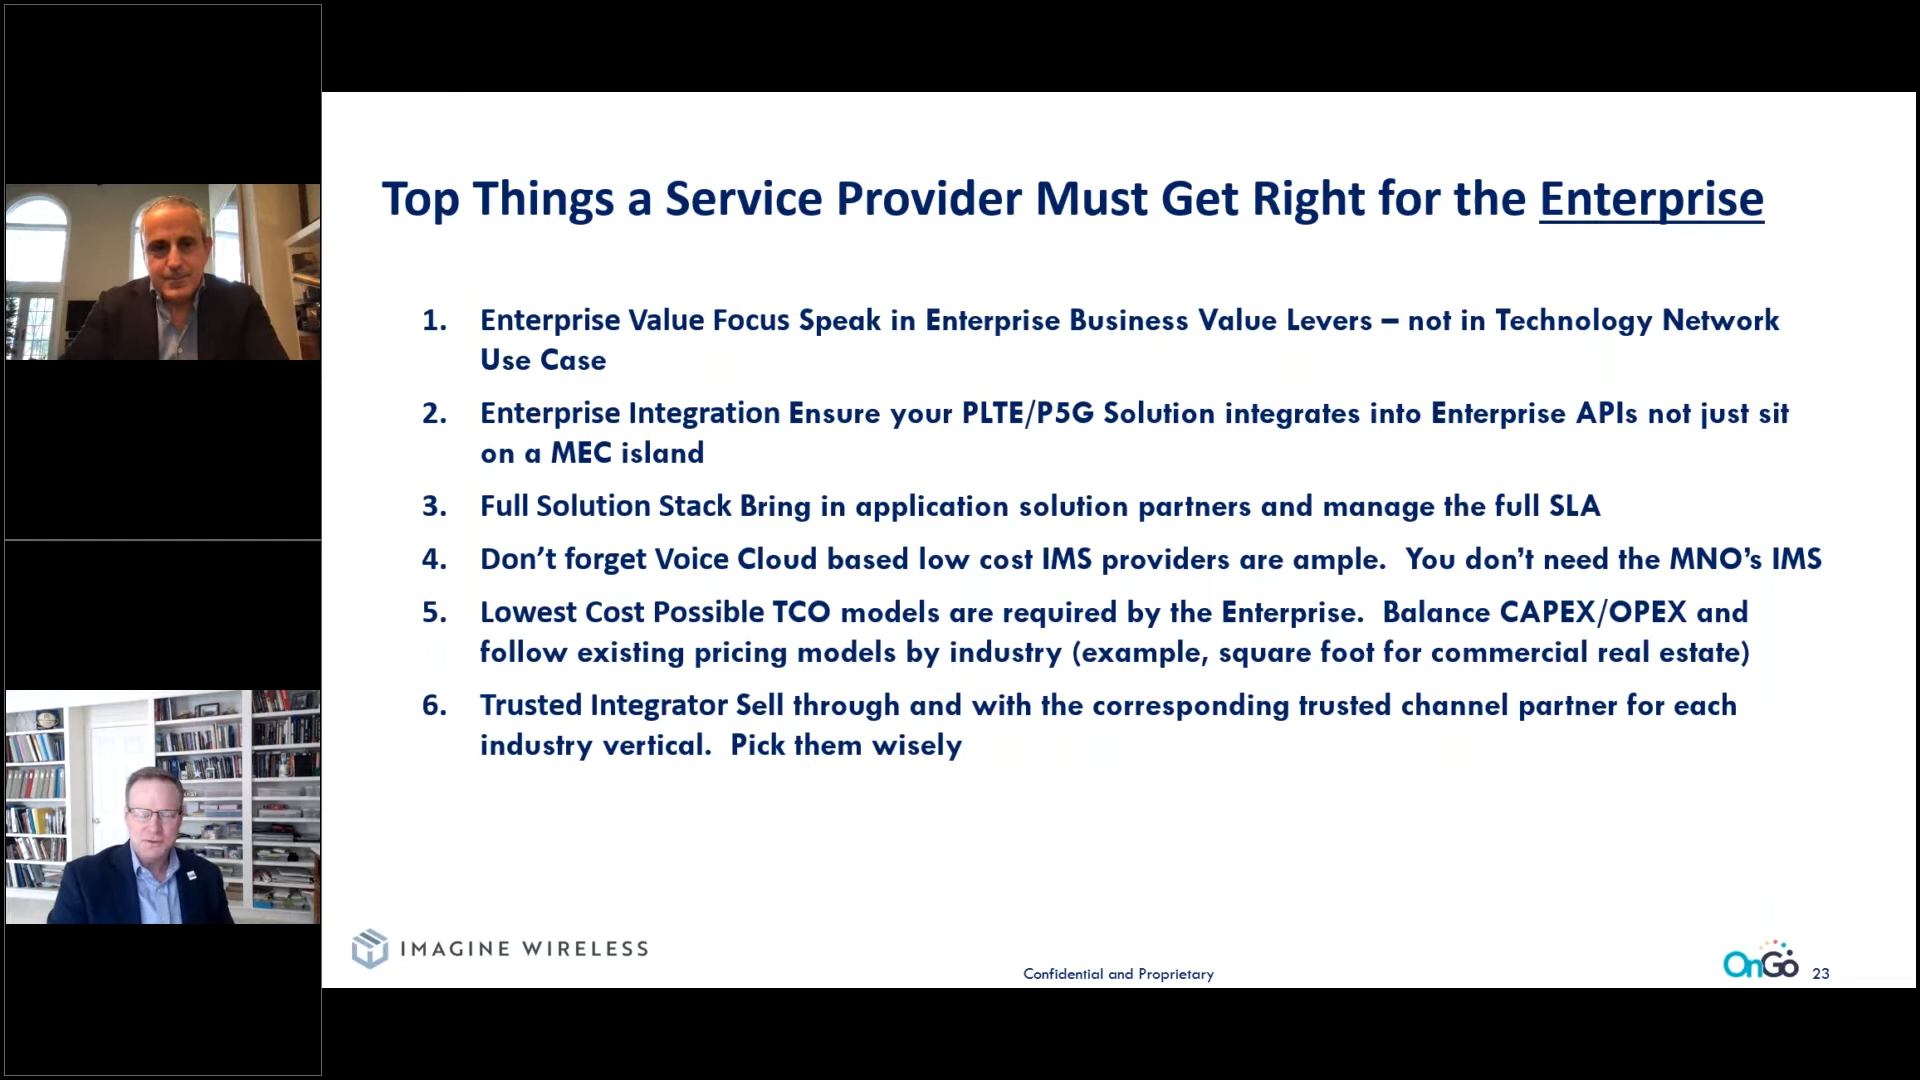 Top Things a Service Provider Must Get Right for the Enterprise
1. Enterprise Value Focus Speak in Enterprise Business Value Levers – not in Technology Network
Use Case
2. Enterprise Integration Ensure your PLTE/P5G Solution integrates into Enterprise APIs not just sit
on a MEC island
3. Full Solution Stack Bring in application solution partners and manage the full SLA
4. Don’t forget Voice Cloud based low cost IMS providers are ample.  You don’t need the MNO’s IMS
5. Lowest Cost Possible TCO models are required by the Enterprise.  Balance CAPEX/OPEX and
follow existing pricing models by industry (example, square foot for commercial real estate)
6. Trusted Integrator Sell through and with the corresponding trusted channel partner for each
industry vertical.  Pick them wisely
IMAGINE WIRELESS
Confidential and Proprietary
OnGo
23